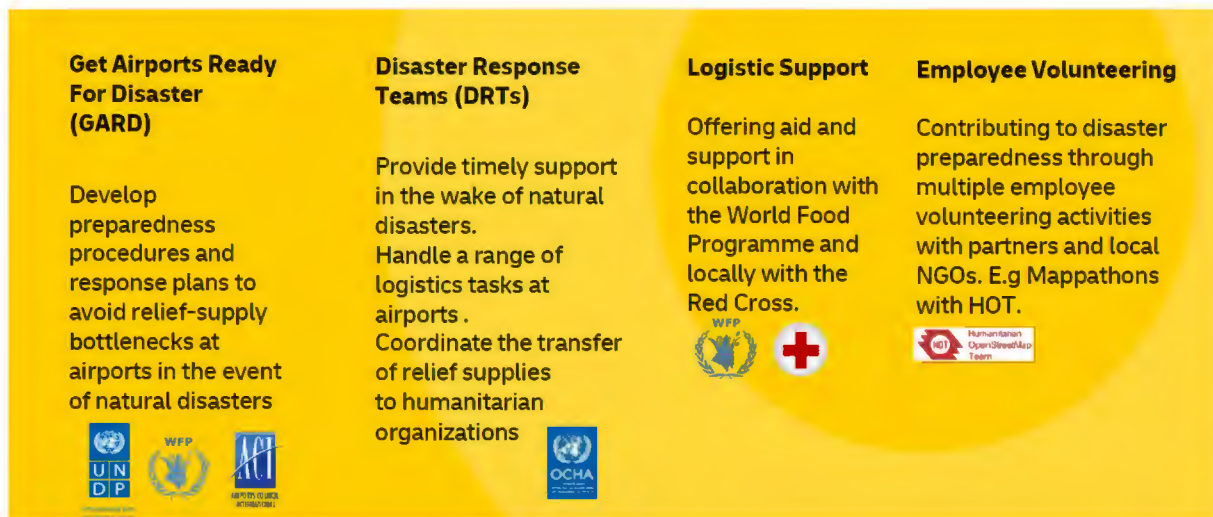 Get Airports Ready
For Disaster
(GARD)
Develop
preparedness
procedures and
response plans to
avoid relief-supply
bottlenecks at
airports in the event
of natural disasters
UN
DP
WFP
ACI
AIRPORTS COUNCIL
INTERNATIONAL
Disaster Response
Teams (DRTs)
Provide timely support
in the wake of natural
disasters.
Handle a range of
logistics tasks at
airports .
Coordinate the transfer
of relief supplies
to humanitarian
organizations
OCHA
Logistic Support
Offering aid and
support in
collaboration with
the World Food
Programme and
locally with the
Red Cross.
WFP
Employee Volunteering
Contributing to disaster
preparedness through
multiple employee
volunteering activities
with partners and local
NGOs. E.g Mappathons
with HOT.
HOT
Humanitarian
OpenStreetMap
Team